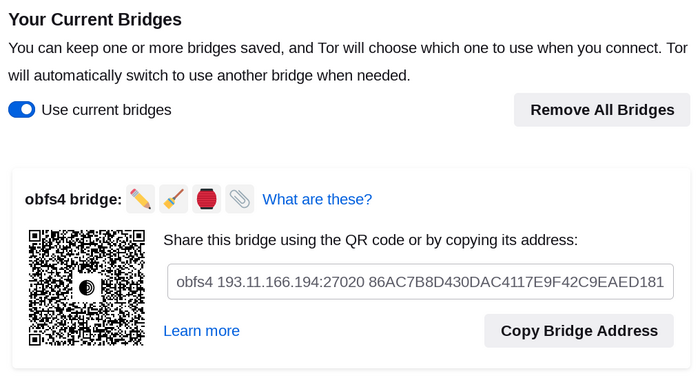 Your Current Bridges
You can keep one or more bridges saved, and Tor will choose which one to use when you connect. Tor
will automatically switch to use another bridge when needed.
Use current bridges
Remove All Bridges
obfs4 bridge:
What are these?
Share this bridge using the QR code or by copying its address:
obfs4 193.11.166.194:27020 86AC7B8D430DAC4117E9F42C9EAED181
Learn more
Copy Bridge Address